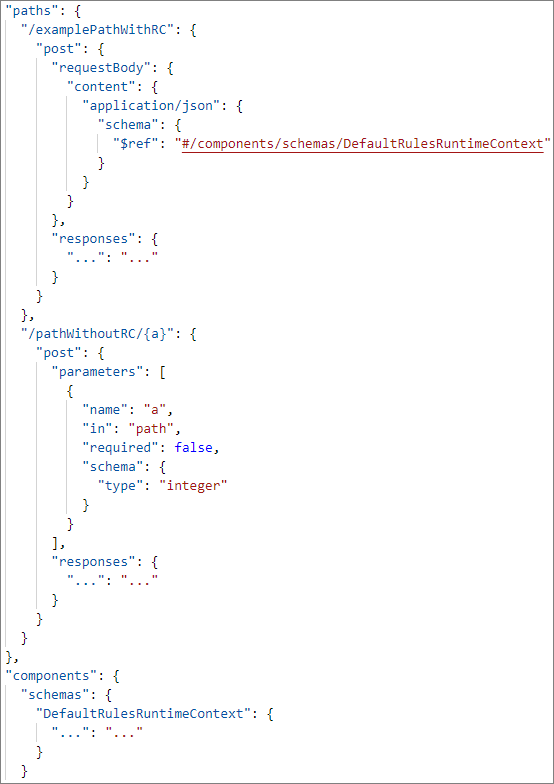 "paths": {
  "/examplePathWithRC": {
    "post": {
      "requestBody": {
        "content": {
          "application/json": {
            "schema": {
              "$ref": "#/components/schemas/DefaultRulesRuntimeContext"
            }
          }
        }
      },
      "responses": {
        "...": "..."
      }
    }
  },
  "/pathWithoutRC/{a}": {
    "post": {
      "parameters": [
        {
          "name": "a",
          "in": "path",
          "required": false,
          "schema": {
            "type": "integer"
          }
        }
      ],
      "responses": {
        "...": "..."
      }
    }
  }
},
"components": {
  "schemas": {
    "DefaultRulesRuntimeContext": {
      "...": "..."
    }
  }